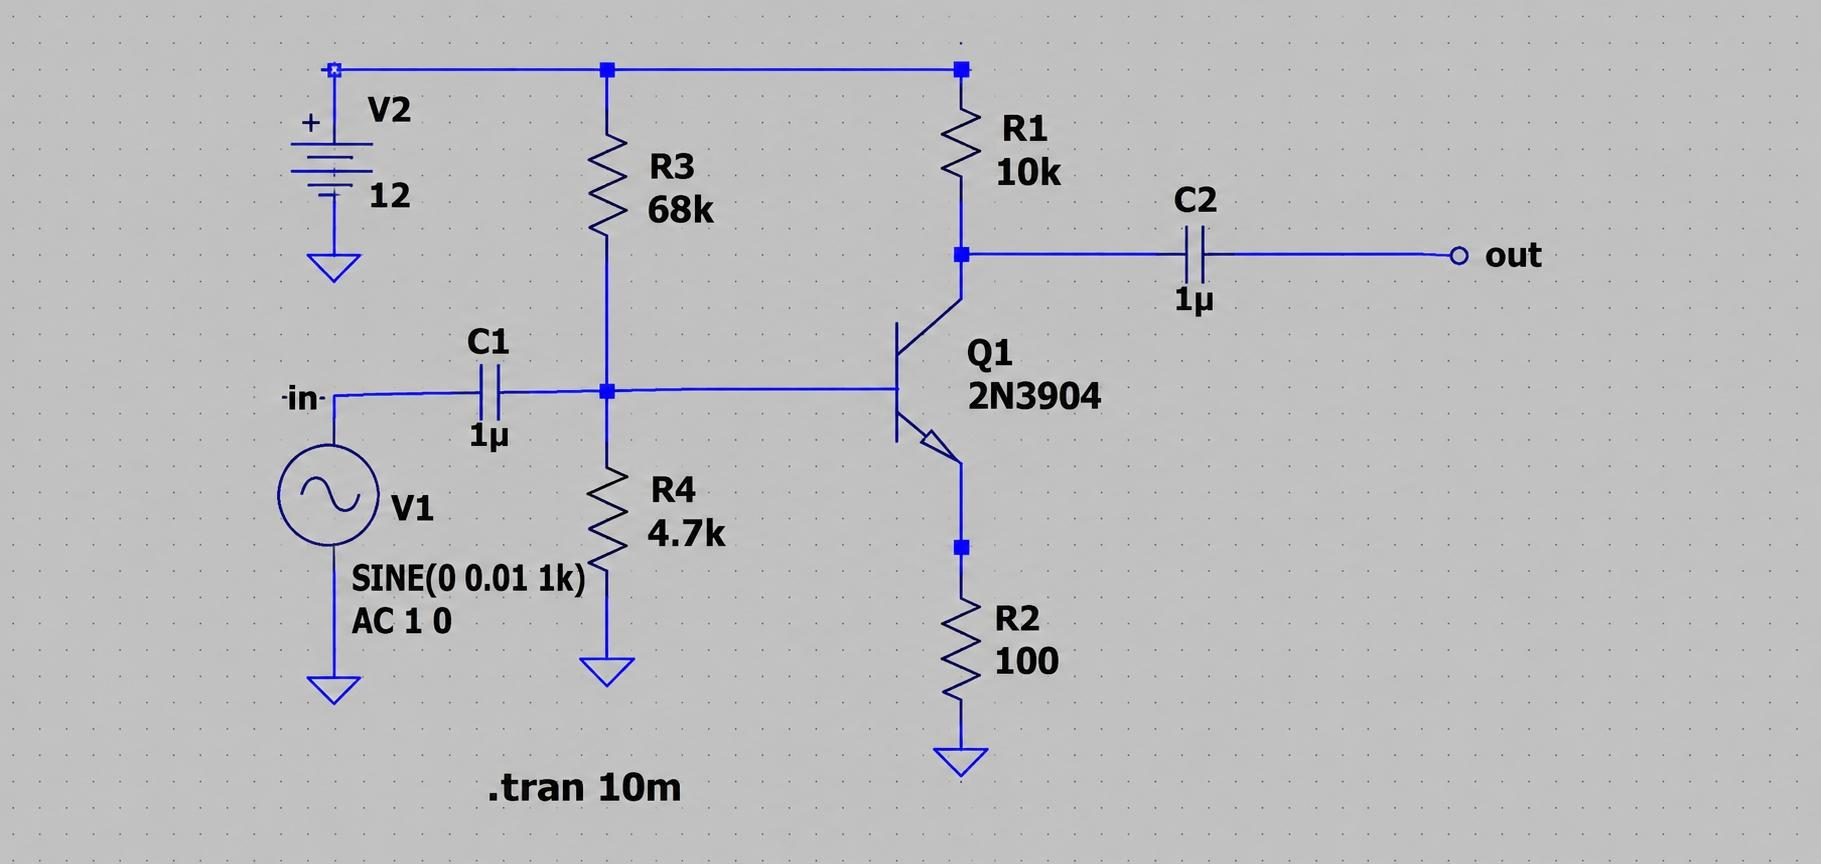 +
V2
12
R3
68k
R1
10k
C2
1µ
out
C1
1µ
in
Q1
2N3904
V1
SINE(0 0.01 1k)
AC 1 0
R4
4.7k
R2
100
.tran 10m